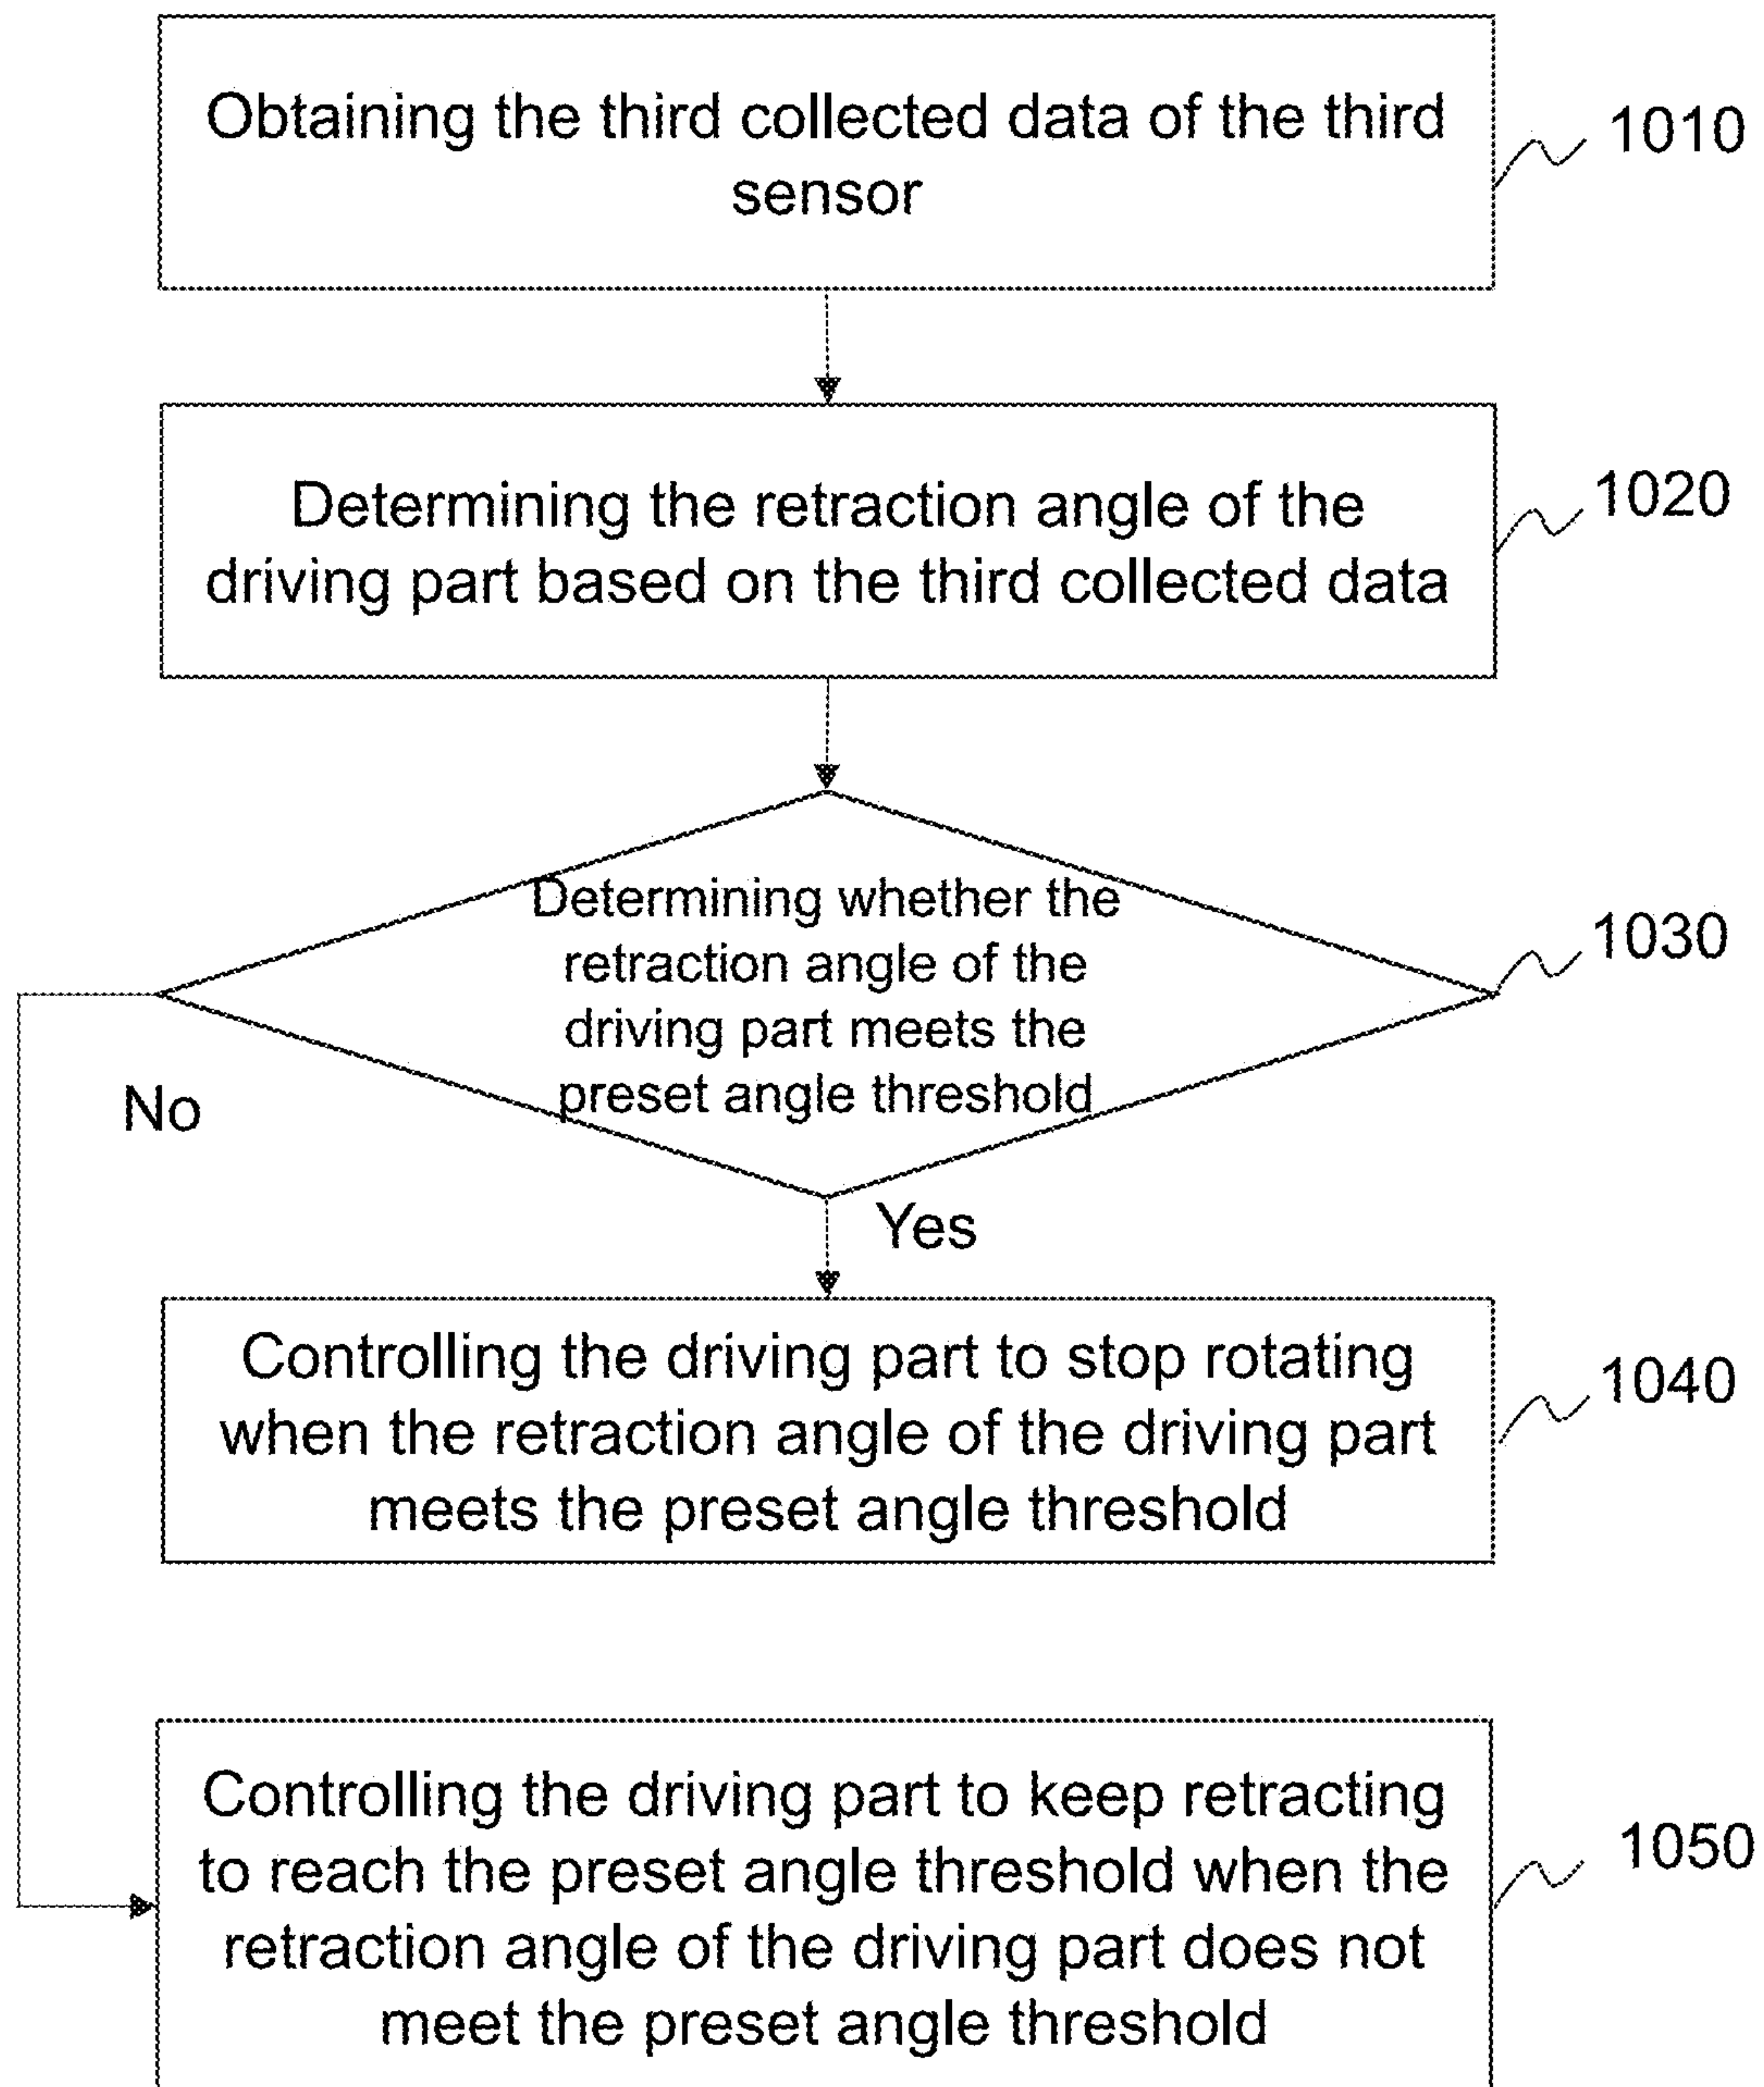 Obtaining the third collected data of the third
sensor
1010
Determining the retraction angle of the
driving part based on the third collected data
1020
Determining whether the
retraction angle of the
driving part meets the
preset angle threshold
1030
No
Yes
Controlling the driving part to stop rotating
when the retraction angle of the driving part
meets the preset angle threshold
1040
Controlling the driving part to keep retracting
to reach the preset angle threshold when the
retraction angle of the driving part does not
meet the preset angle threshold
1050